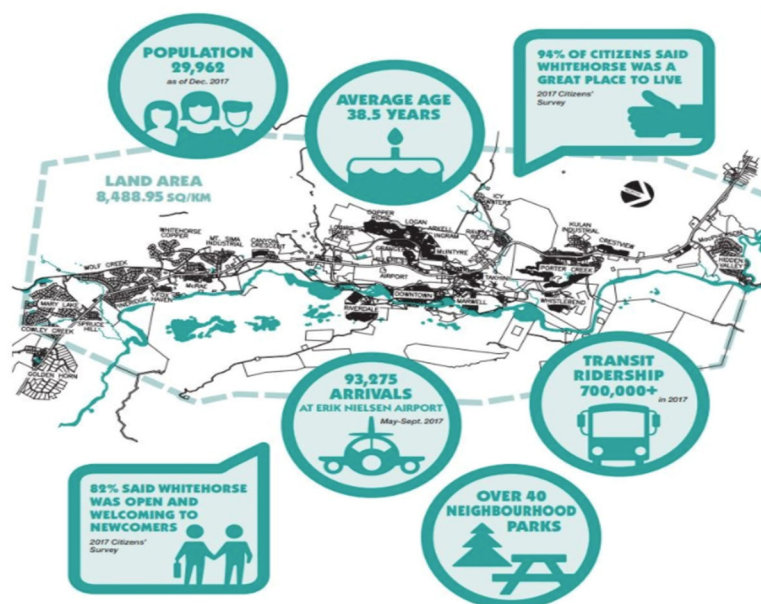 POPULATION
29,962
as of Dec. 2017
AVERAGE AGE
38.5 YEARS
94% OF CITIZENS SAID
WHITEHORSE WAS A
GREAT PLACE TO LIVE
2017 Citizens'
Survey
LAND AREA
8,488.95 SQ/KM
WHITEHORSE
COPPER
MT. SIMA
INDUSTRIAL
CANYON
CRESCENT
LOGAN
INGRAM
McINTYRE
ICY
KULAN
INDUSTRIAL
CRESTVIEW
HIDDEN
VALLEY
WOLF CREEK
AIRPORT
PORTER CREEK
MARY LAKE
DOWNTOWN
MARWELL
WHISTLEBEND
RIVERDALE
COWLEY CREEK
SPRUCE
HILL
GOLDEN HORN
93,275
ARRIVALS
AT ERIK NIELSEN AIRPORT
May-Sept. 2017
TRANSIT
RIDERSHIP
700,000+
in 2017
82% SAID WHITEHORSE
WAS OPEN AND
WELCOMING TO
NEWCOMERS
2017 Citizens'
Survey
OVER 40
NEIGHBOURHOOD
PARKS